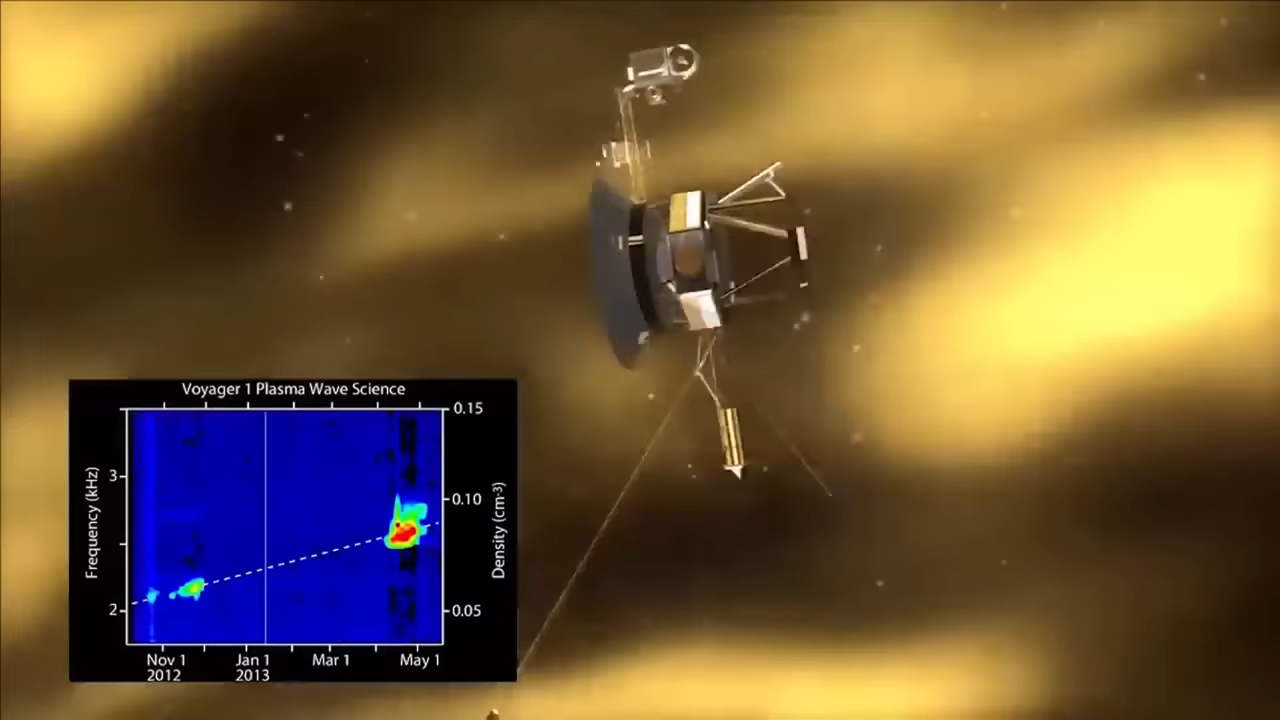 Voyager 1 Plasma Wave Science
Frequency (kHz)
3
2
0.15
0.10
0.05
Density (cm-3)
Nov 1
2012
Jan 1
2013
Mar 1
May 1